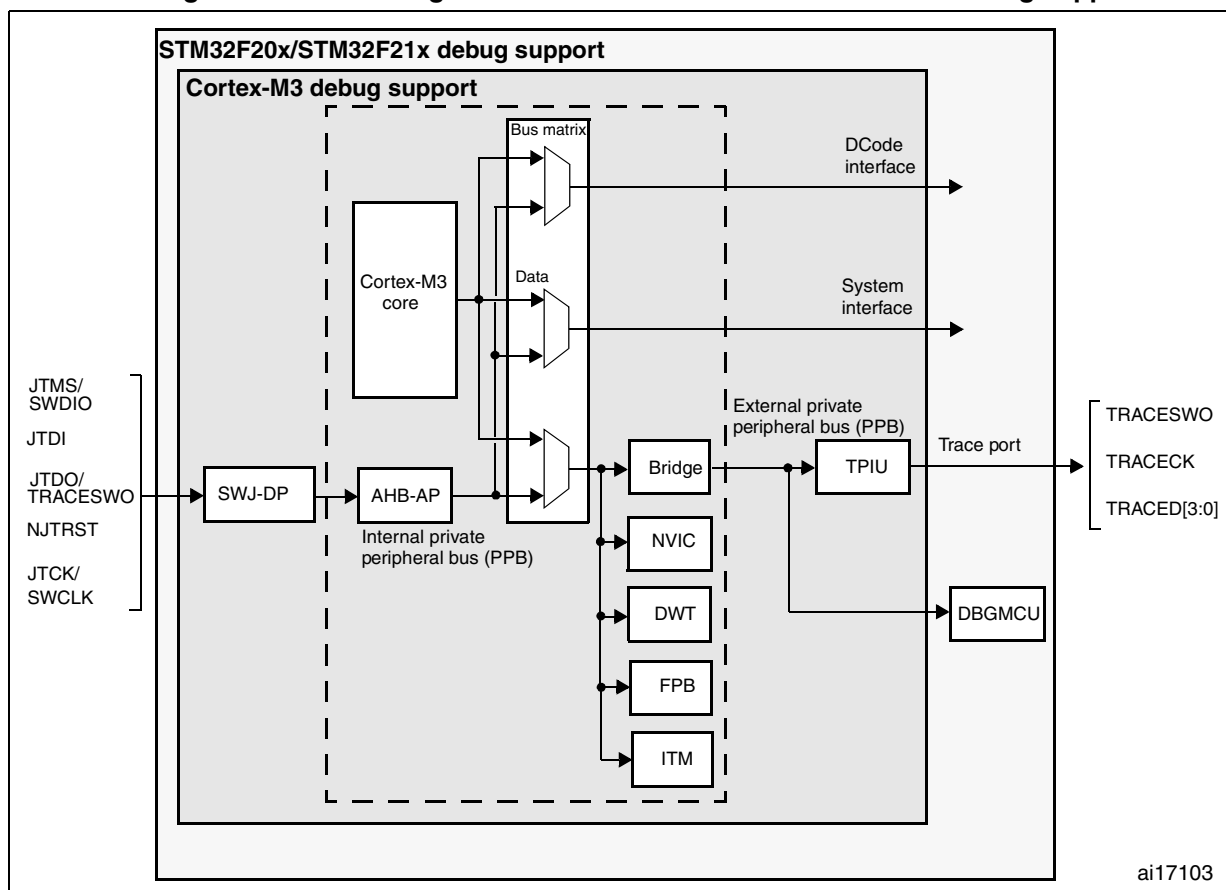 STM32F20x/STM32F21x debug support
Cortex-M3 debug support
Bus matrix
DCode
interface
Cortex-M3
core
Data
System
interface
JTMS/
SWDIO
JTDI
JTDO/
TRACESWO
NJTRST
JTCK/
SWCLK
SWJ-DP
AHB-AP
Internal private
peripheral bus (PPB)
External private
peripheral bus (PPB)
Bridge
TPIU
Trace port
TRACESWO
TRACECK
TRACED[3:0]
NVIC
DWT
DBGMCU
FPB
ITM
ai17103